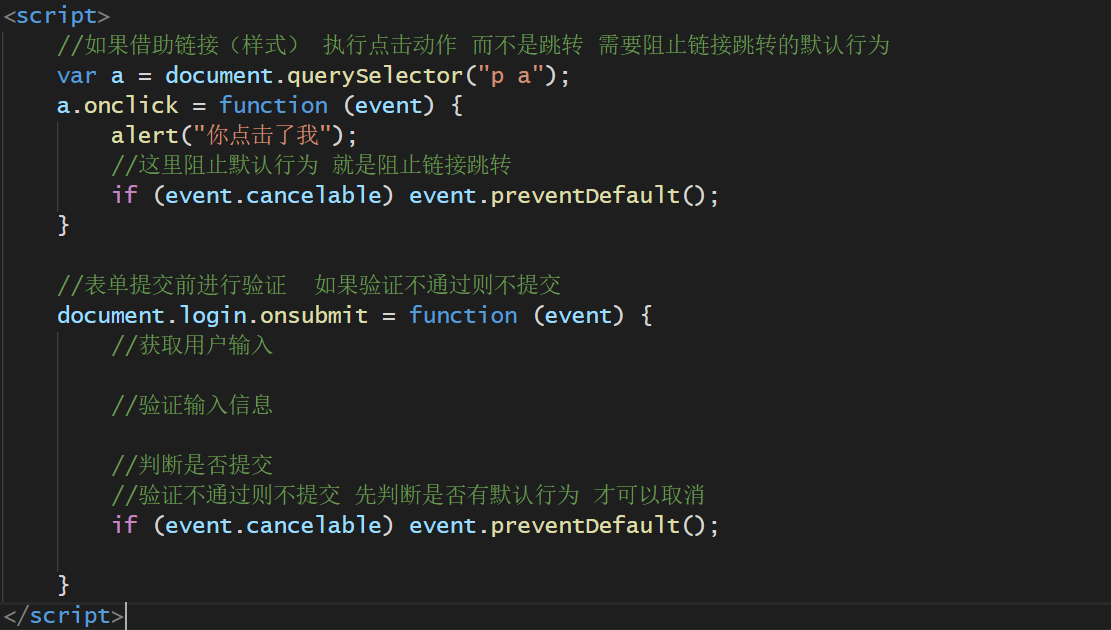 <script>
//如果借助链接（样式） 执行点击动作 而不是跳转 需要阻止链接跳转的默认行为
var a = document.querySelector("p a");
a.onclick = function (event) {
alert("你点击了我");
//这里阻止默认行为 就是阻止链接跳转
if (event.cancelable) event.preventDefault();
}
//表单提交前进行验证  如果验证不通过则不提交
document.login.onsubmit = function (event) {
//获取用户输入
//验证输入信息
//判断是否提交
//验证不通过则不提交 先判断是否有默认行为 才可以取消
if (event.cancelable) event.preventDefault();
}
</script>